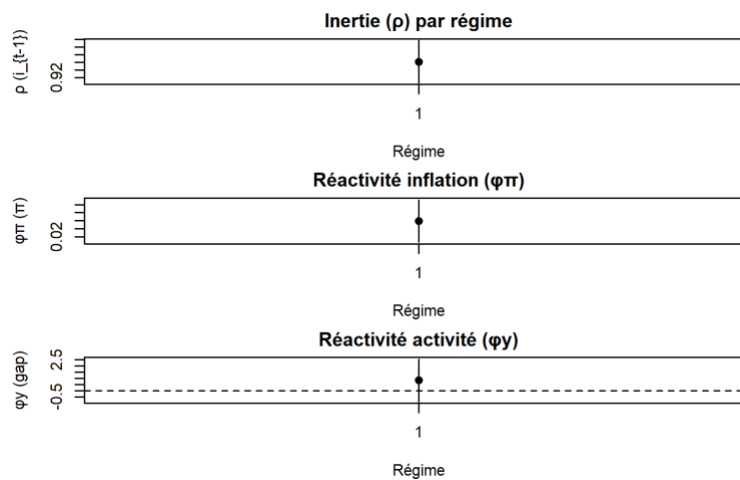 Inertie (ρ) par régime
ρ (i_{t-1})
0.92
1
Régime
Réactivité inflation (φπ)
φπ (π)
0.02
1
Régime
Réactivité activité (φy)
φy (gap)
2.5
-0.5
1
Régime